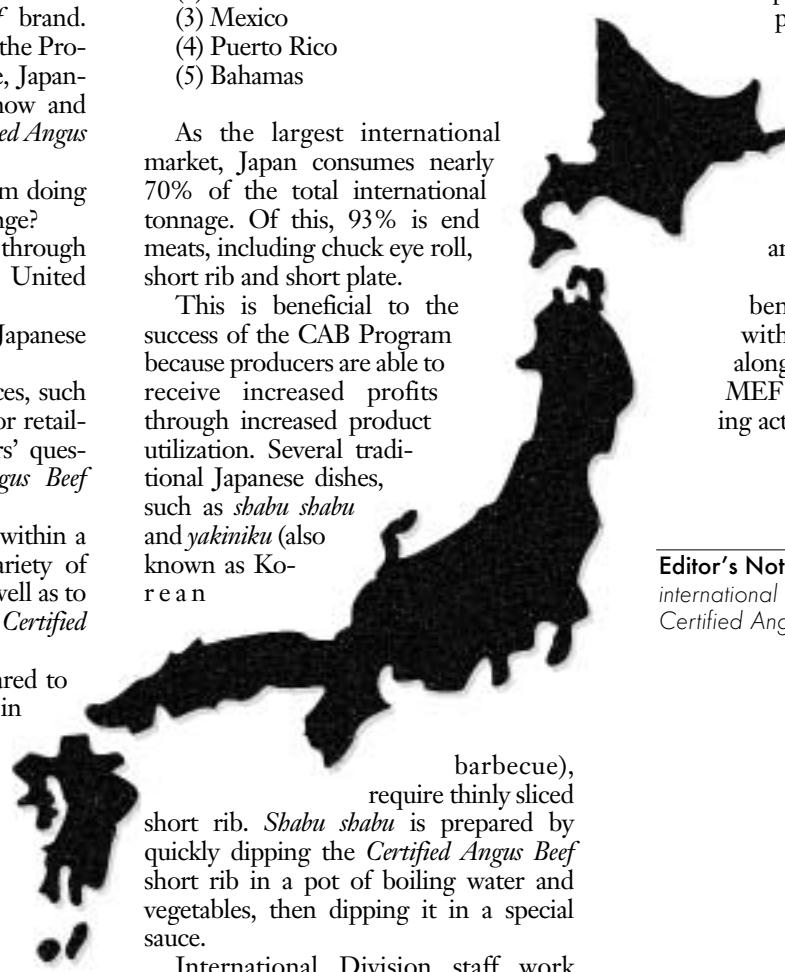 brand.
the Pro-
e, Japan-
now and
ed Angus
m doing
nge?
through
United
Japanese
ces, such
or retail-
rs' ques-
gus Beef
within a
ariety of
well as to
Certified
ared to
in
(3) Mexico
(4) Puerto Rico
(5) Bahamas
As the largest international
market, Japan consumes nearly
70% of the total international
tonnage. Of this, 93% is end
meats, including chuck eye roll,
short rib and short plate.
This is beneficial to the
success of the CAB Program
because producers are able to
receive increased profits
through increased product
utilization. Several tradi-
tional Japanese dishes,
such as shabu shabu
and yakiniku (also
known as Ko-
rean
barbecue),
require thinly sliced
short rib. Shabu shabu is prepared by
quickly dipping the Certified Angus Beef
short rib in a pot of boiling water and
vegetables, then dipping it in a special
sauce.
International Division staff work
p
an
ben
with
along
MEF
ing act
Editor's Not
international
Certified Ang